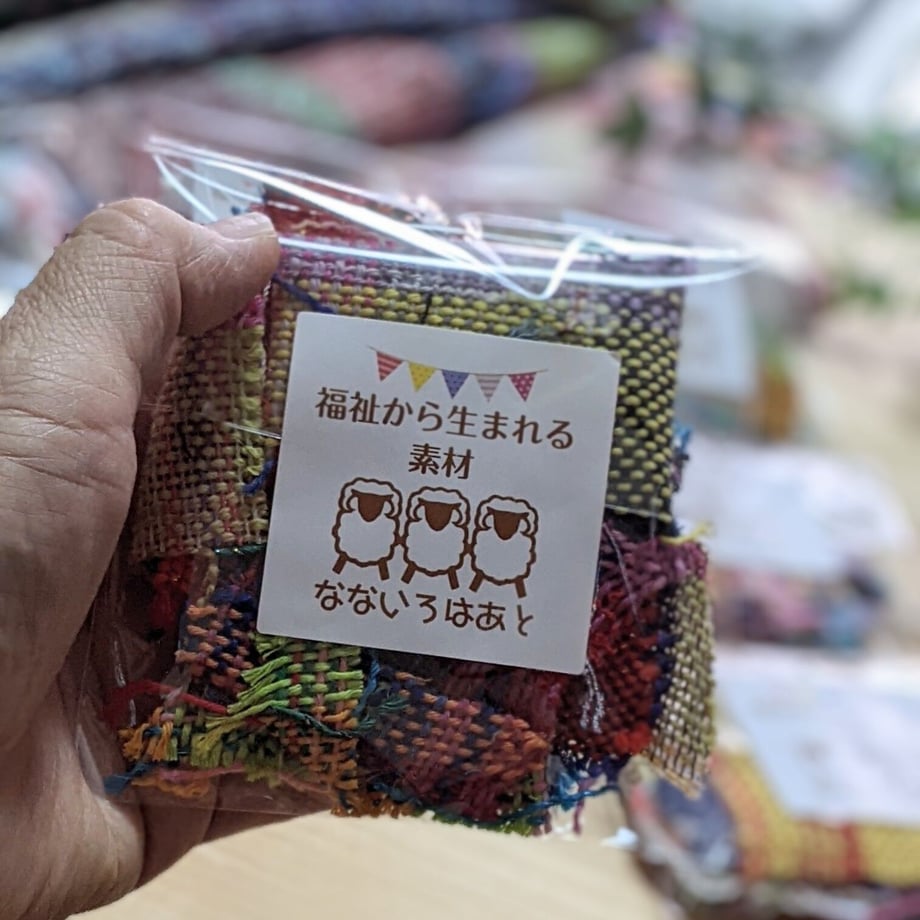 福祉から生まれる
素材
なないろはあと